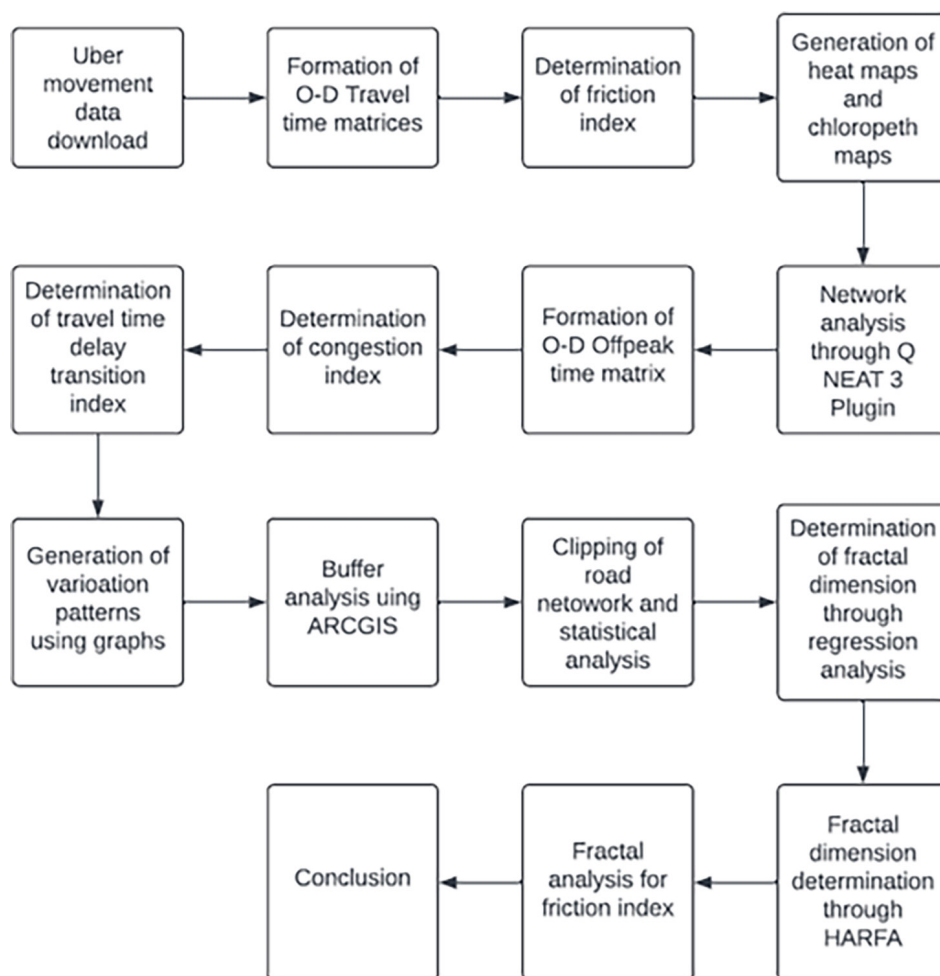 Uber
movement
data
download
Formation of
O-D Travel
time matrices
Determination
of friction
index
Generation of
heat maps
and
chloropeth
maps
Network
analysis
through Q
NEAT 3
Plugin
Formation of
O-D Offpeak
time matrix
Determination
of congestion
index
Determination
of travel time
delay
transition
index
Generation of
varioation
patterns
using graphs
Buffer
analysis uing
ARCGIS
Clipping of
road
netowork and
statistical
analysis
Determination
of fractal
dimension
through
regression
analysis
Fractal
dimension
determination
through
HARFA
Fractal
analysis for
friction index
Conclusion